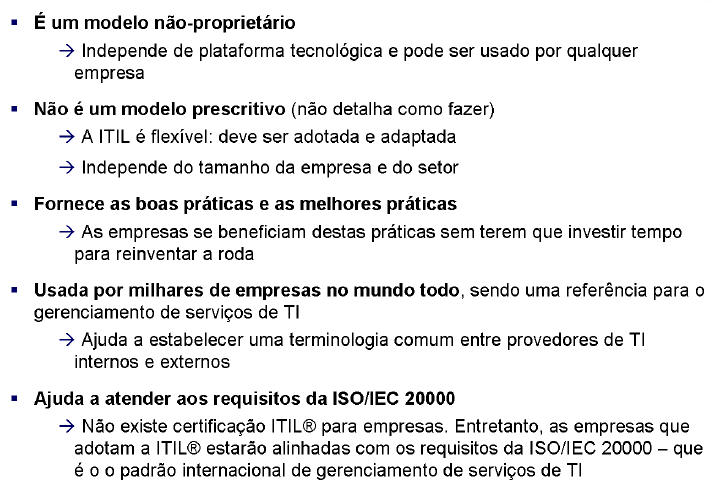 ▪ É um modelo não-proprietário
→ Independe de plataforma tecnológica e pode ser usado por qualquer
empresa
▪ Não é um modelo prescritivo (não detalha como fazer)
→ A ITIL é flexível: deve ser adotada e adaptada
→ Independe do tamanho da empresa e do setor
▪ Fornece as boas práticas e as melhores práticas
→ As empresas se beneficiam destas práticas sem terem que investir tempo
para reinventar a roda
▪ Usada por milhares de empresas no mundo todo, sendo uma referência para o
gerenciamento de serviços de TI
→ Ajuda a estabelecer uma terminologia comum entre provedores de TI
internos e externos
▪ Ajuda a atender aos requisitos da ISO/IEC 20000
→ Não existe certificação ITIL® para empresas. Entretanto, as empresas que
adotam a ITIL® estarão alinhadas com os requisitos da ISO/IEC 20000 – que
é o o padrão internacional de gerenciamento de serviços de TI